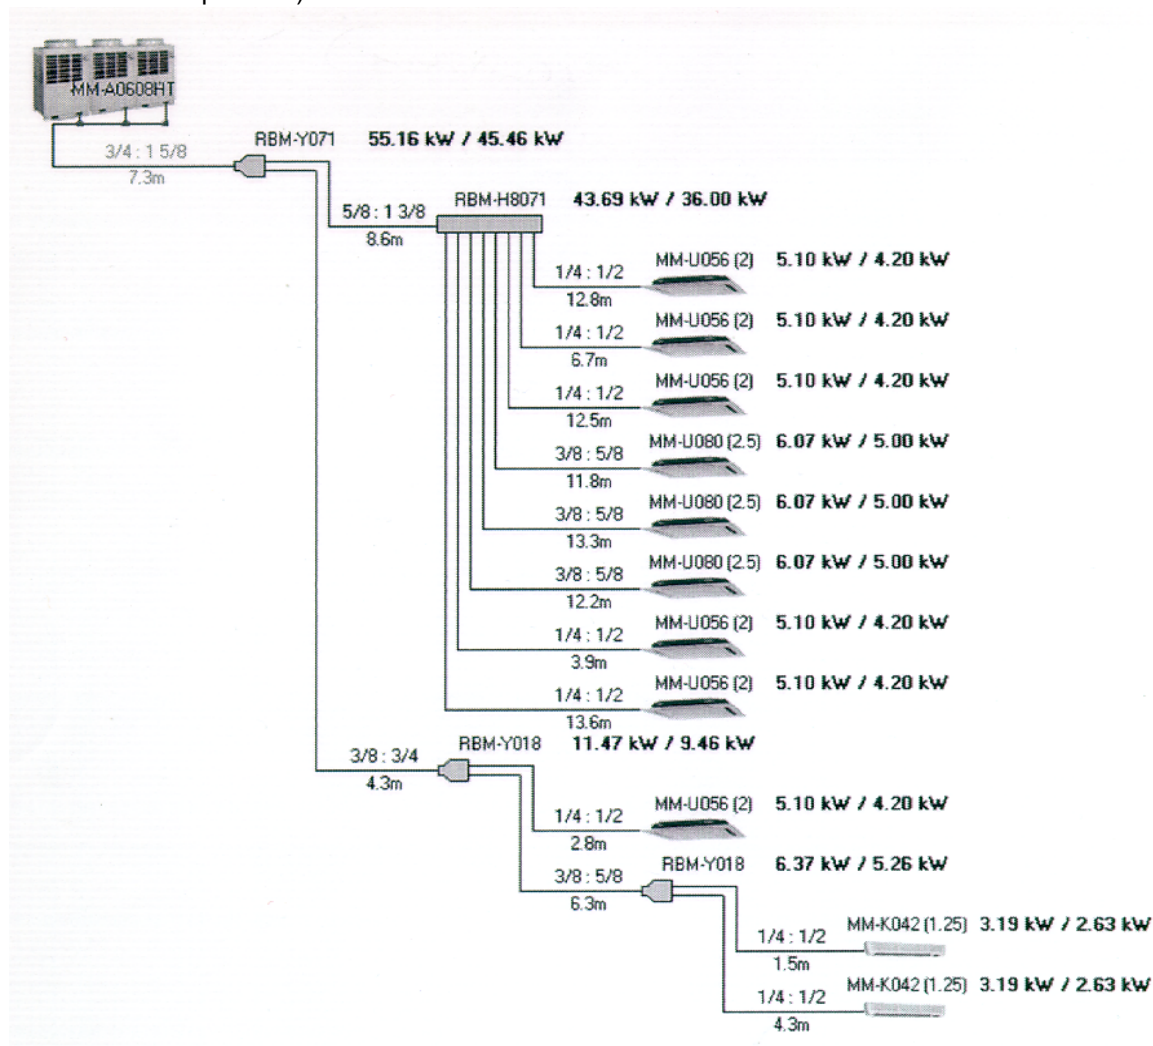 MM-A0608HT
RBM-Y071 55.16 kW / 45.46 kW
3/4 : 1 5/8
7.3m
RBM-H8071 43.69 kW / 36.00 kW
5/8 : 1 3/8
8.6m
MM-U056 (2) 5.10 kW / 4.20 kW
1/4 : 1/2
12.8m
MM-U056 (2) 5.10 kW / 4.20 kW
1/4 : 1/2
6.7m
MM-U056 (2) 5.10 kW / 4.20 kW
1/4 : 1/2
12.5m
MM-U080 (2.5) 6.07 kW / 5.00 kW
3/8 : 5/8
11.8m
MM-U080 (2.5) 6.07 kW / 5.00 kW
3/8 : 5/8
13.3m
MM-U080 (2.5) 6.07 kW / 5.00 kW
3/8 : 5/8
12.2m
MM-U056 (2) 5.10 kW / 4.20 kW
1/4 : 1/2
3.9m
MM-U056 (2) 5.10 kW / 4.20 kW
1/4 : 1/2
13.6m
RBM-Y018 11.47 kW / 9.46 kW
3/8 : 3/4
4.3m
MM-U056 (2) 5.10 kW / 4.20 kW
1/4 : 1/2
2.8m
RBM-Y018 6.37 kW / 5.26 kW
3/8 : 5/8
6.3m
MM-K042 (1.25) 3.19 kW / 2.63 kW
1/4 : 1/2
1.5m
MM-K042 (1.25) 3.19 kW / 2.63 kW
1/4 : 1/2
4.3m